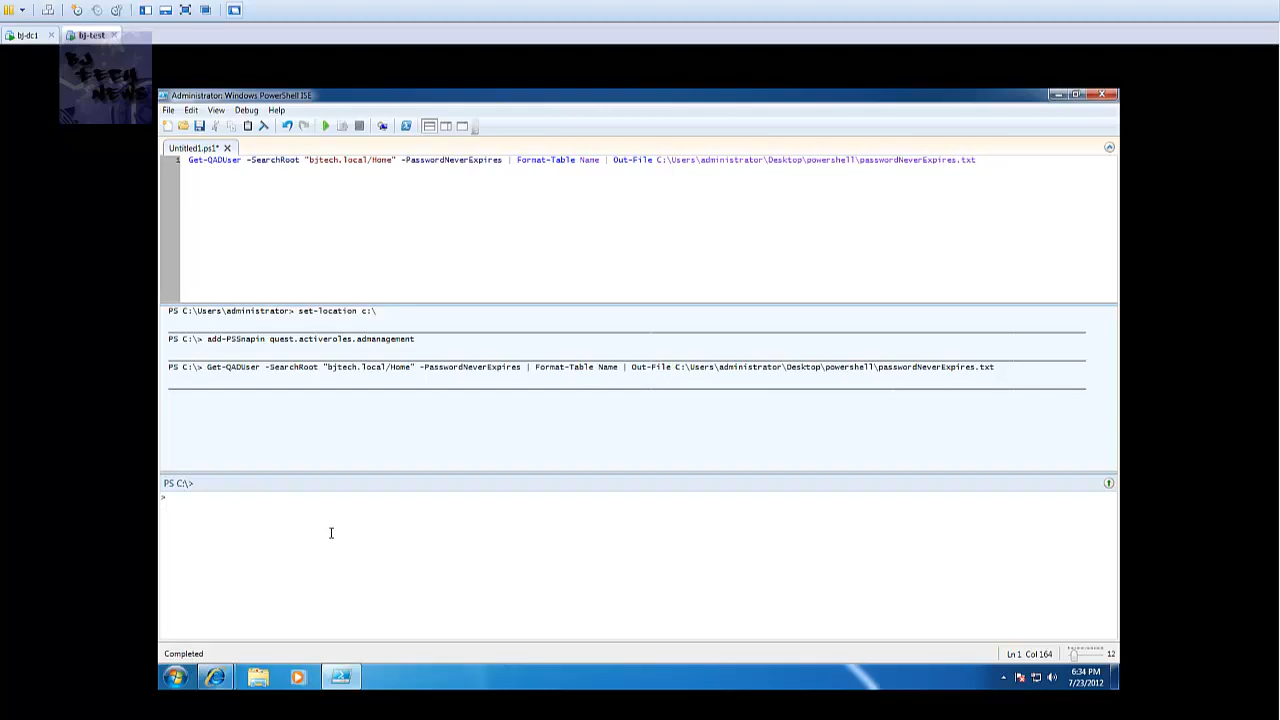 bj-dc1
bj-test
BJ
TECH
NEWS
Administrator: Windows PowerShell ISE
File Edit View Debug Help
Untitled1.ps1*
1 Get-QADUser -SearchRoot "bjtech.local/Home" -PasswordNeverExpires | Format-Table Name | Out-File C:\Users\administrator\Desktop\powershell\passwordNeverExpires.txt
PS C:\Users\administrator> set-location c:\
PS C:\> add-PSSnapin quest.activeroles.admanagement
PS C:\> Get-QADUser -SearchRoot "bjtech.local/Home" -PasswordNeverExpires | Format-Table Name | Out-File C:\Users\administrator\Desktop\powershell\passwordNeverExpires.txt
PS C:\>
>
Completed
Ln 1 Col 164
12
6:34 PM
7/23/2012